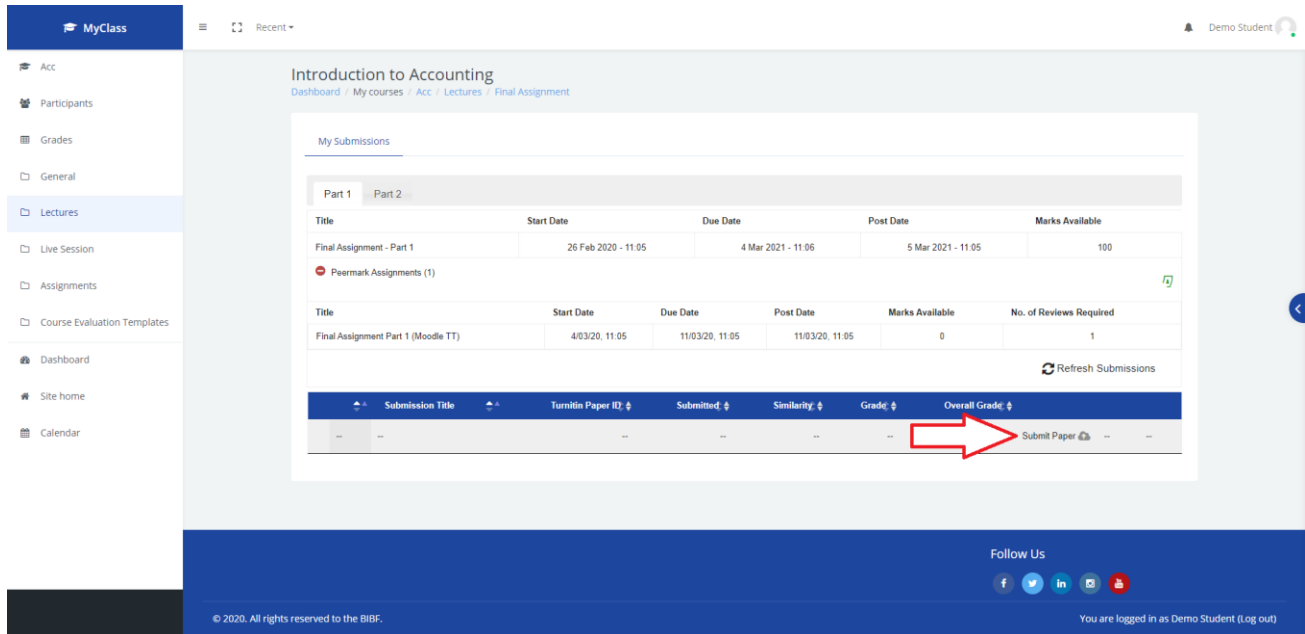 MyClass
Recent
Demo Student
Acc
Participants
Grades
General
Lectures
Live Session
Assignments
Course Evaluation Templates
Dashboard
Site home
Calendar
Introduction to Accounting
Dashboard / My courses / Acc / Lectures / Final Assignment
My Submissions
Part 1 Part 2
Title Start Date Due Date Post Date Marks Available
Final Assignment - Part 1 26 Feb 2020 - 11:05 4 Mar 2021 - 11:06 5 Mar 2021 - 11:05 100
Peermark Assignments (1)
Title Start Date Due Date Post Date Marks Available No. of Reviews Required
Final Assignment Part 1 (Moodle TT) 4/03/20, 11:05 11/03/20, 11:05 11/03/20, 11:05 0 1
Refresh Submissions
Submission Title Turnitin Paper ID Submitted Similarity Grade Overall Grade
-- -- -- -- -- -- Submit Paper -- --
Follow Us
© 2020. All rights reserved to the BIBF.
You are logged in as Demo Student (Log out)